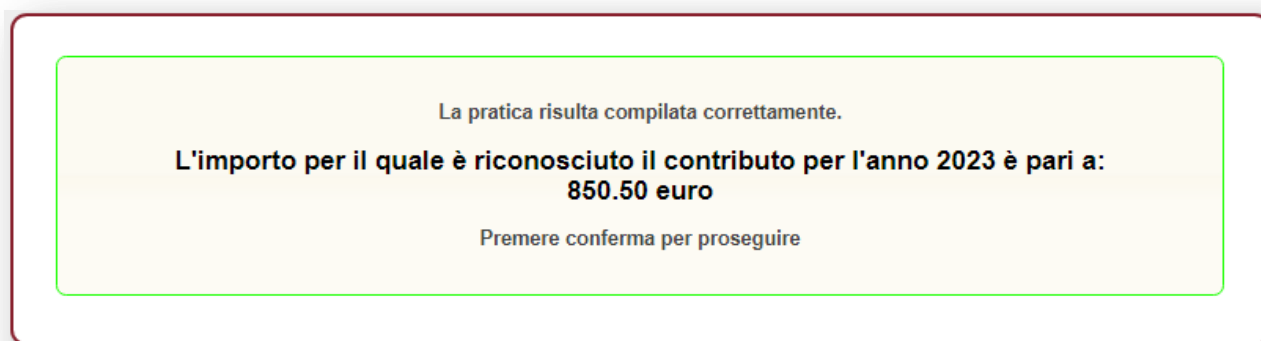 La pratica risulta compilata correttamente.
L'importo per il quale è riconosciuto il contributo per l'anno 2023 è pari a:
850.50 euro
Premere conferma per proseguire